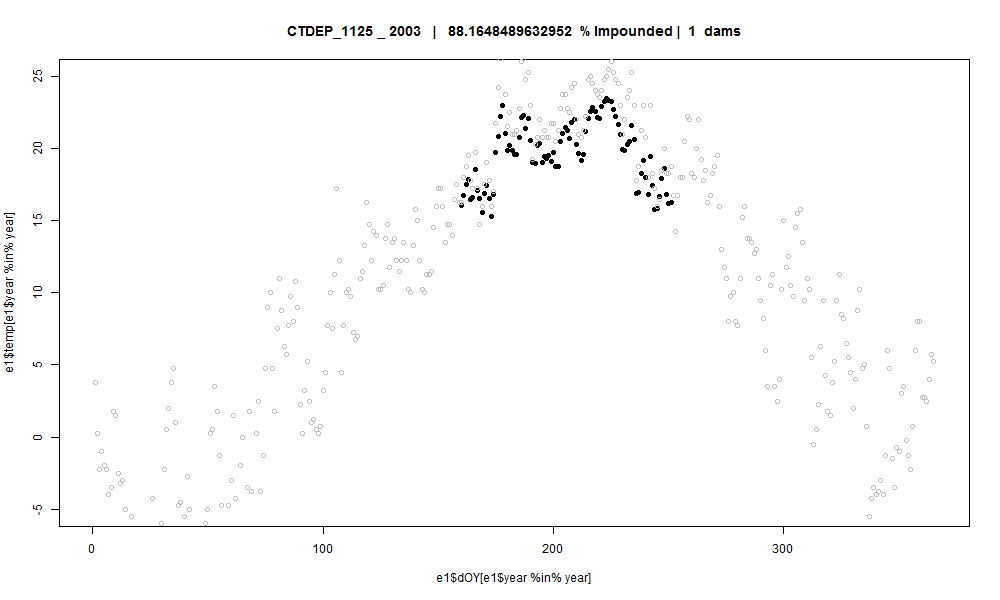 CTDEP_1125 _ 2003 | 88.1648489632952 % Impounded | 1 dams
e1$temp[e1$year %in% year]
25
20
15
10
5
0
-5
0 100 200 300
e1$dOY[e1$year %in% year]